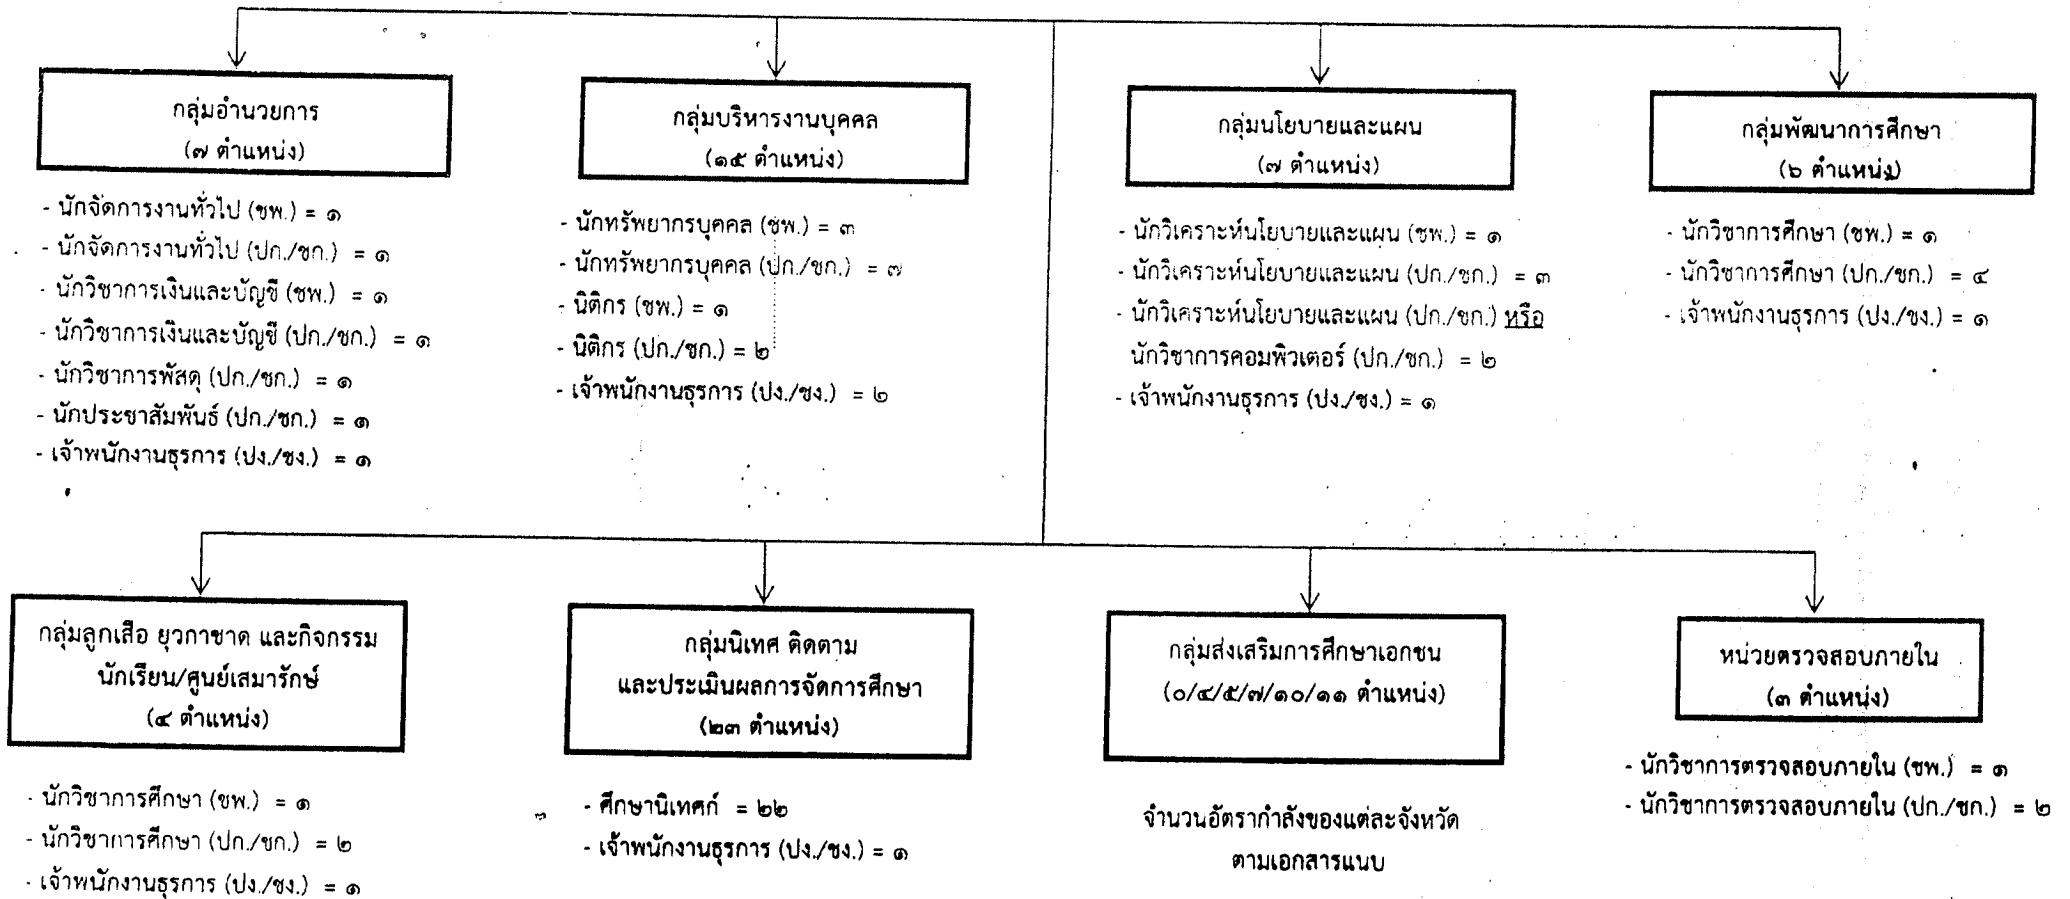 กลุ่มอำนวยการ
(๗ ตำแหน่ง)
- นักจัดการงานทั่วไป (ชพ.) = ๑
- นักจัดการงานทั่วไป (ปก./ชก.) = ๑
- นักวิชาการเงินและบัญชี (ชพ.) = ๑
- นักวิชาการเงินและบัญชี (ปก./ชก.) = ๑
- นักวิชาการพัสดุ (ปก./ชก.) = ๑
- นักประชาสัมพันธ์ (ปก./ชก.) = ๑
- เจ้าพนักงานธุรการ (ปง./ชง.) = ๑
กลุ่มบริหารงานบุคคล
(๑๕ ตำแหน่ง)
- นักทรัพยากรบุคคล (ชพ.) = ๓
- นักทรัพยากรบุคคล (ปก./ชก.) = ๗
- นิติกร (ชพ.) = ๑
- นิติกร (ปก./ชก.) = ๒
- เจ้าพนักงานธุรการ (ปง./ชง.) = ๒
กลุ่มนโยบายและแผน
(๗ ตำแหน่ง)
- นักวิเคราะห์นโยบายและแผน (ชพ.) = ๑
- นักวิเคราะห์นโยบายและแผน (ปก./ชก.) = ๓
- นักวิเคราะห์นโยบายและแผน (ปก./ชก.) หรือ
นักวิชาการคอมพิวเตอร์ (ปก./ชก.) = ๒
- เจ้าพนักงานธุรการ (ปง./ชง.) = ๑
กลุ่มพัฒนาการศึกษา
(๖ ตำแหน่ง)
- นักวิชาการศึกษา (ชพ.) = ๑
- นักวิชาการศึกษา (ปก./ชก.) = ๔
- เจ้าพนักงานธุรการ (ปง./ชง.) = ๑
กลุ่มลูกเสือ ยุวกาชาด และกิจกรรม
นักเรียน/ศูนย์เสมารักษ์
(๔ ตำแหน่ง)
- นักวิชาการศึกษา (ชพ.) = ๑
- นักวิชาการศึกษา (ปก./ชก.) = ๒
- เจ้าพนักงานธุรการ (ปง./ชง.) = ๑
กลุ่มนิเทศ ติดตาม
และประเมินผลการจัดการศึกษา
(๒๓ ตำแหน่ง)
- ศึกษานิเทศก์ = ๒๒
- เจ้าพนักงานธุรการ (ปง./ชง.) = ๑
กลุ่มส่งเสริมการศึกษาเอกชน
(๐/๔/๕/๗/๑๐/๑๑ ตำแหน่ง)
จำนวนอัตรากำลังของแต่ละจังหวัด
ตามเอกสารแนบ
หน่วยตรวจสอบภายใน
(๓ ตำแหน่ง)
- นักวิชาการตรวจสอบภายใน (ชพ.) = ๑
- นักวิชาการตรวจสอบภายใน (ปก./ชก.) = ๒